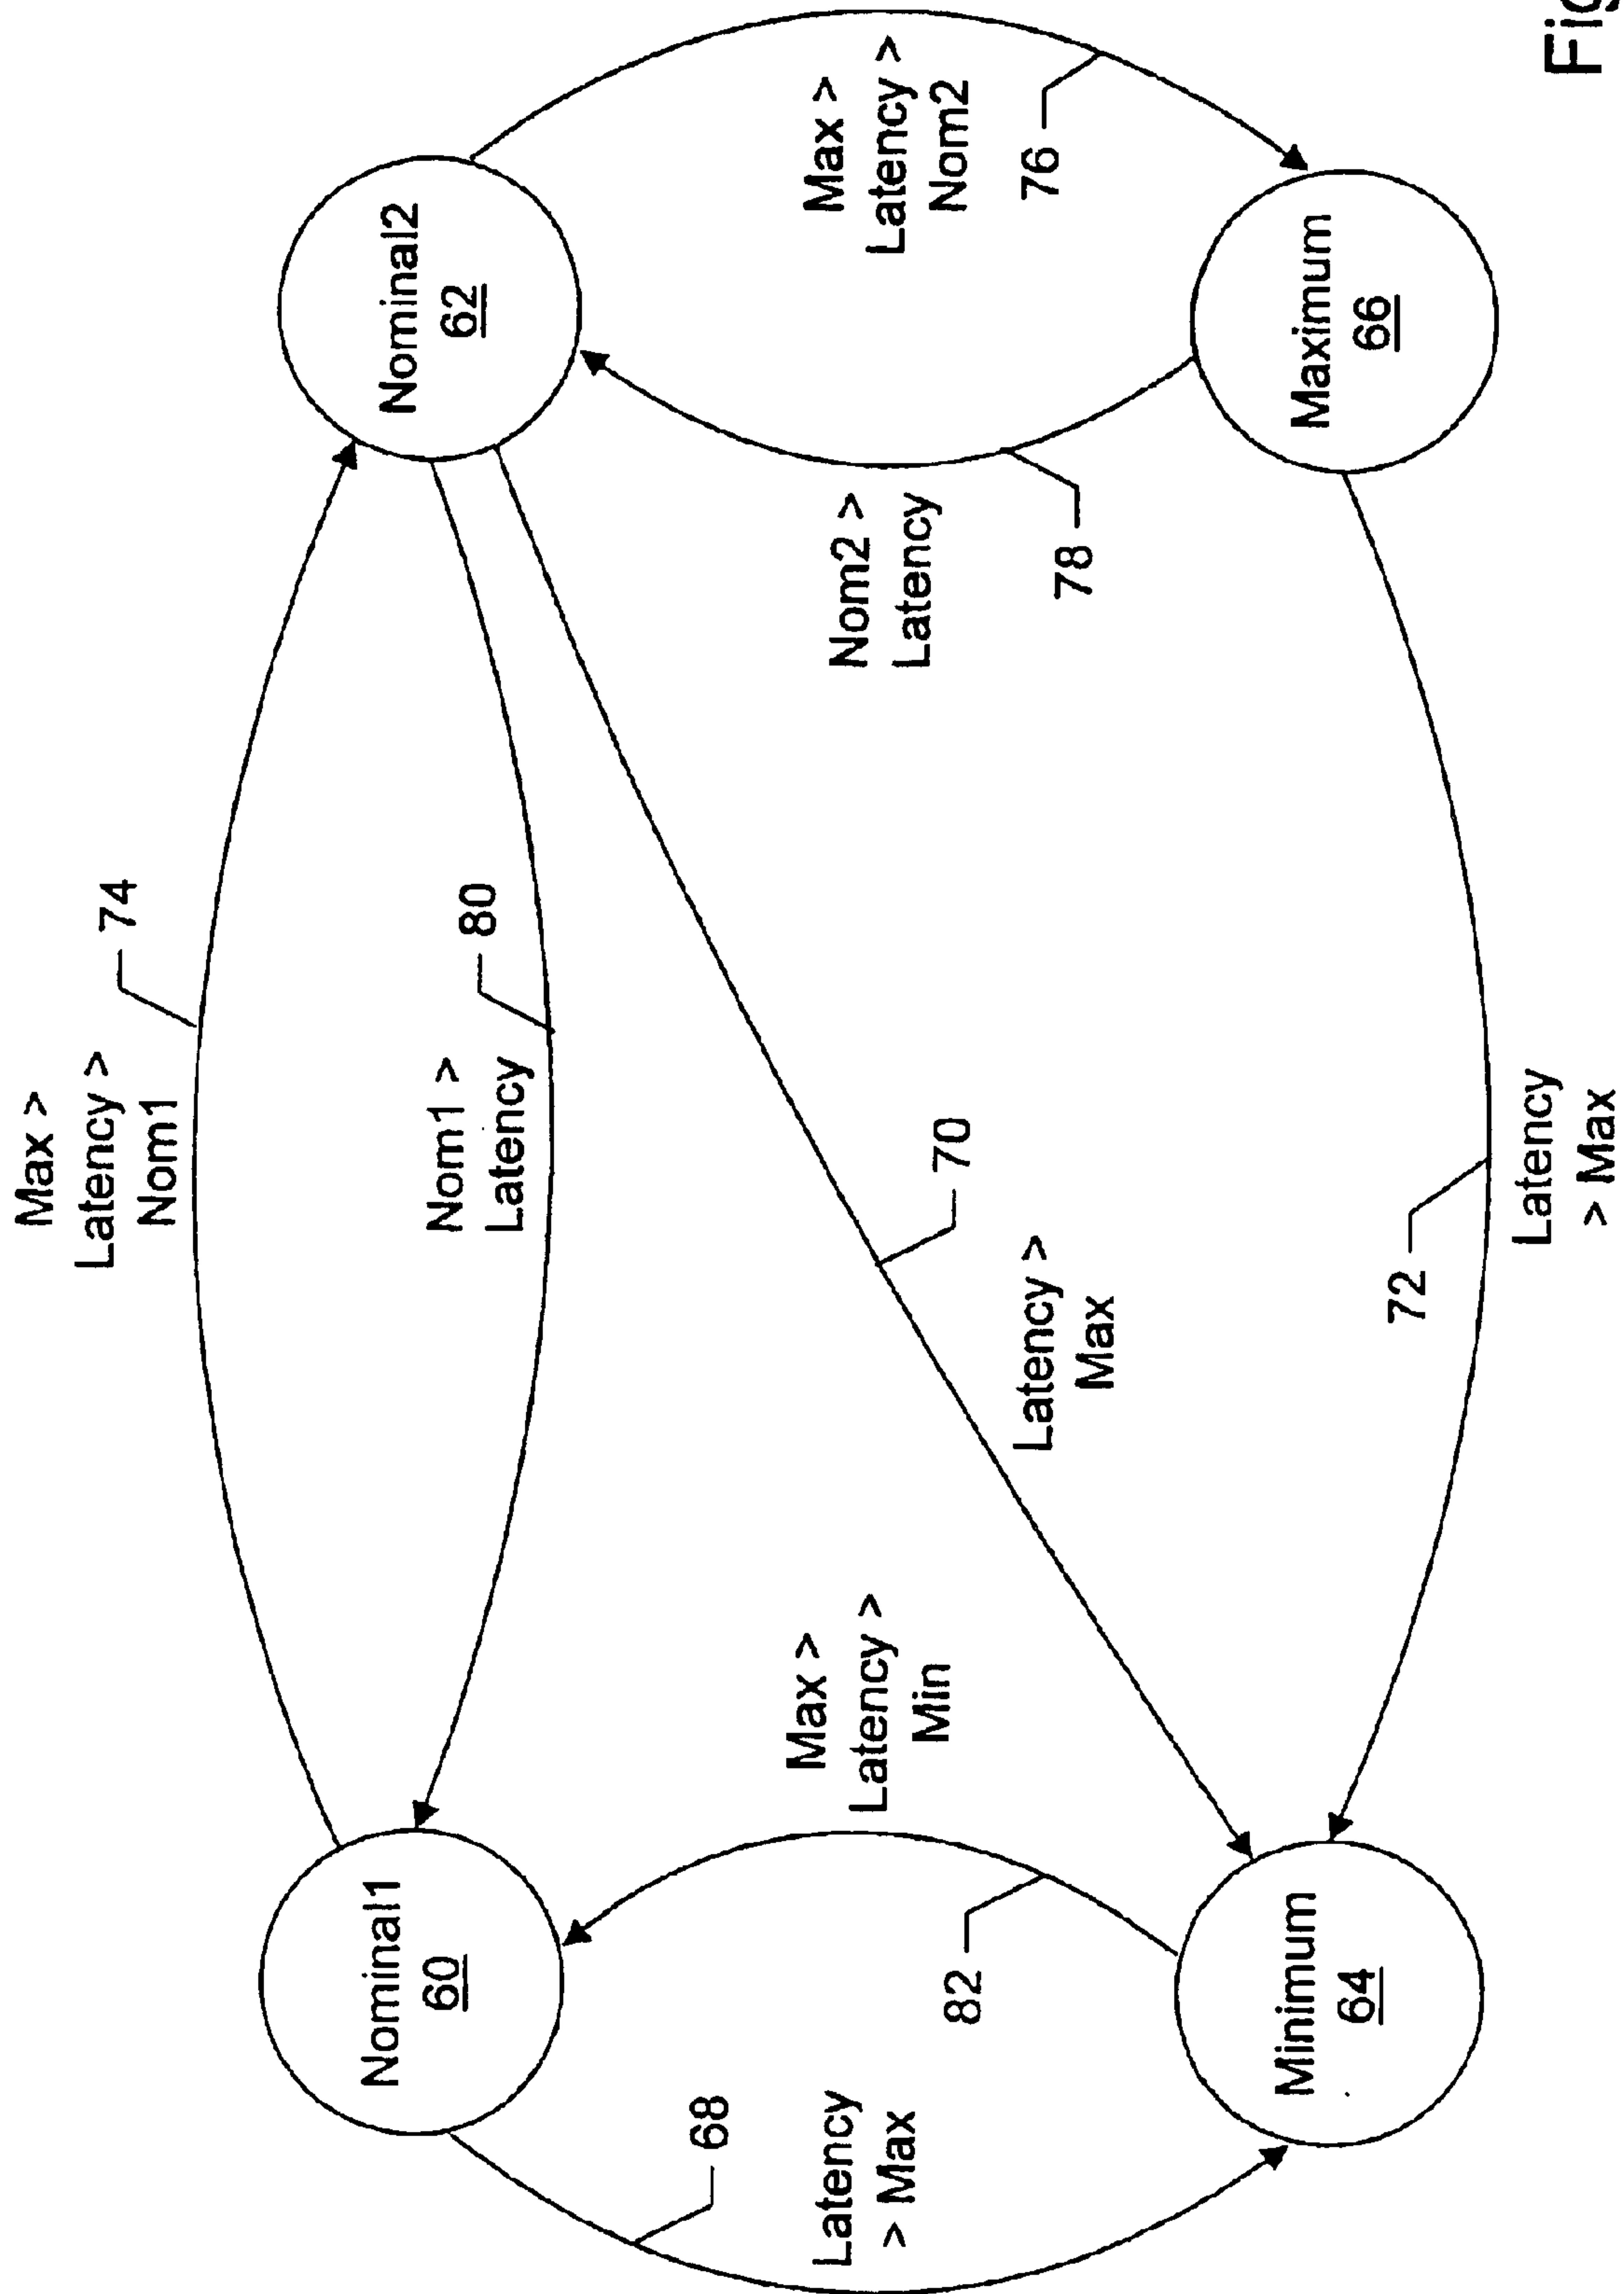 Max >
Latency >
Nom1
74
Nominal1
60
Nominal2
62
Nom1 >
Latency
80
68
Latency
> Max
82
Max >
Latency >
Min
70
Latency >
Max
Nom2 >
Latency
78
Max >
Latency >
Nom2
76
Minimum
64
Maximum
66
72
Latency
> Max
Fig